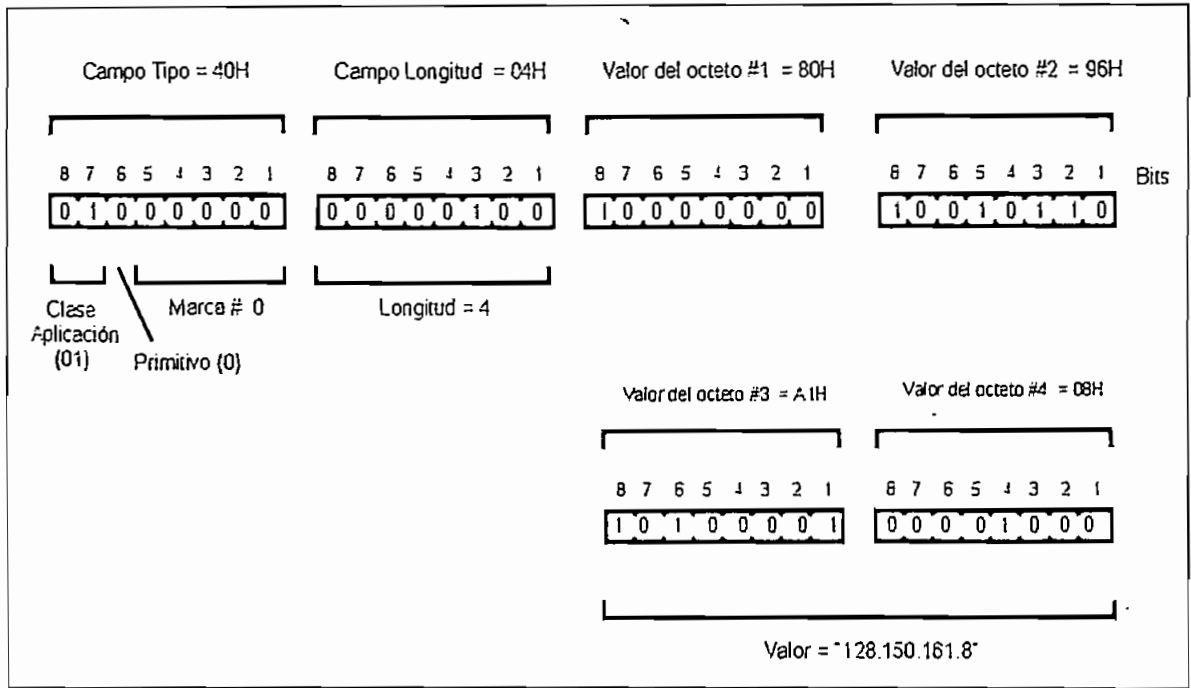 Campo Tipo = 40H Campo Longitud = 04H Valor del octeto #1 = 80H Valor del octeto #2 = 96H
8 7 6 5 4 3 2 1 8 7 6 5 4 3 2 1 8 7 6 5 4 3 2 1 8 7 6 5 4 3 2 1 Bits
0 1 0 0 0 0 0 0 0 0 0 0 0 1 0 0 1 0 0 0 0 0 0 0 1 0 0 1 0 1 1 0
Clase Marca # 0 Longitud = 4
Aplicación
(01) Primitivo (0)
Valor del octeto #3 = A1H Valor del octeto #4 = 08H
8 7 6 5 4 3 2 1 8 7 6 5 4 3 2 1
1 0 1 0 0 0 0 1 0 0 0 0 1 0 0 0
Valor = "128.150.161.8"